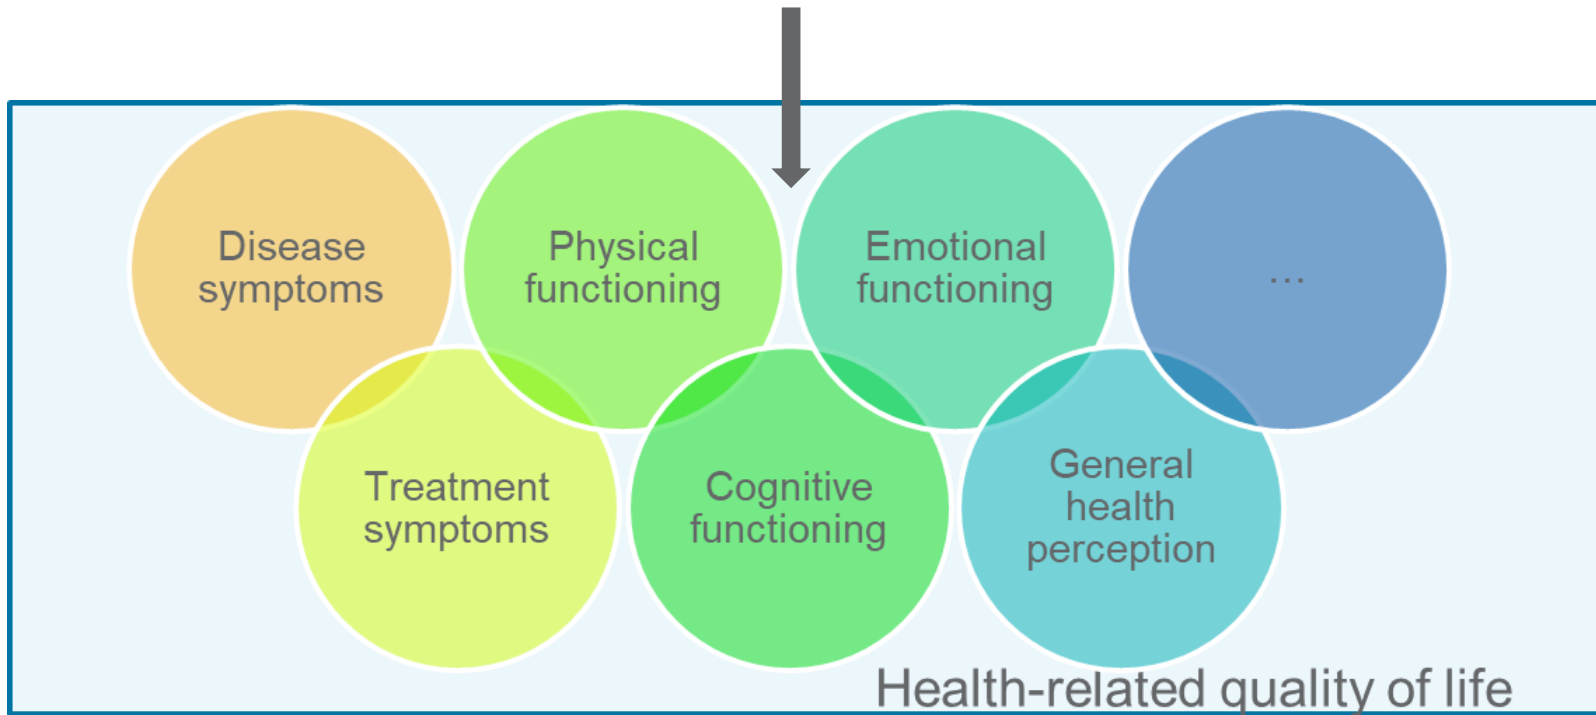 Disease
symptoms
Physical
functioning
Emotional
functioning
...
Treatment
symptoms
Cognitive
functioning
General
health
perception
Health-related quality of life